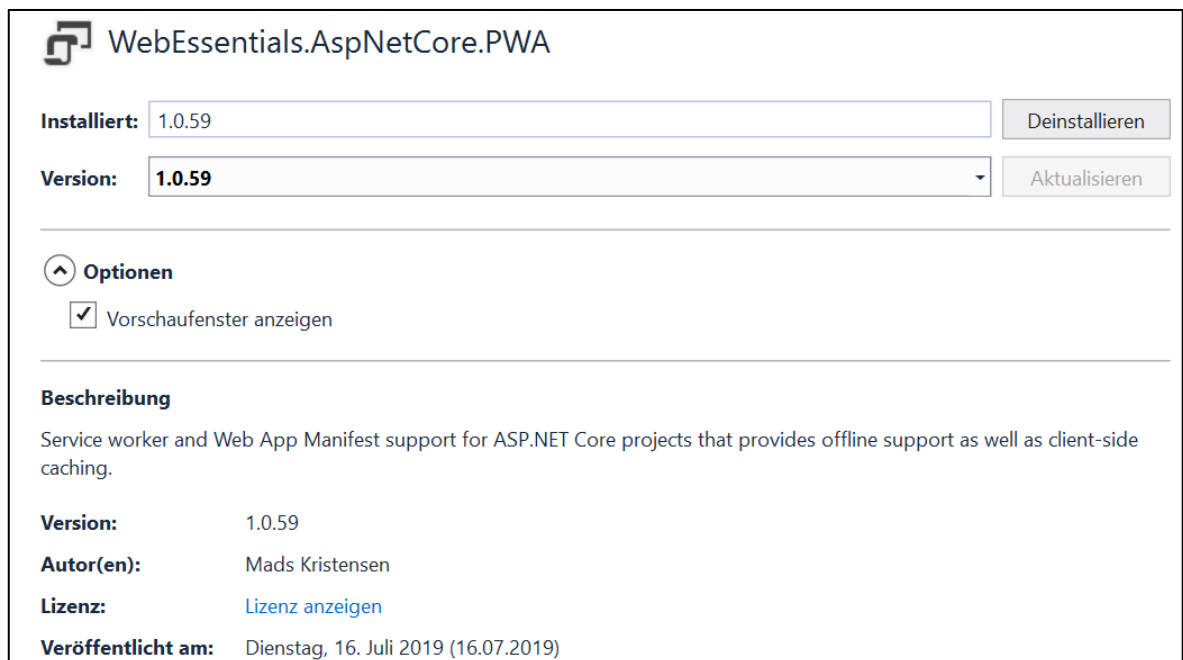 WebEssentials.AspNetCore.PWA
Installiert: 1.0.59 Deinstallieren
Version: 1.0.59 Aktualisieren
Optionen
Vorschaufenster anzeigen
Beschreibung
Service worker and Web App Manifest support for ASP.NET Core projects that provides offline support as well as client-side
caching.
Version: 1.0.59
Autor(en): Mads Kristensen
Lizenz: Lizenz anzeigen
Veröffentlicht am: Dienstag, 16. Juli 2019 (16.07.2019)